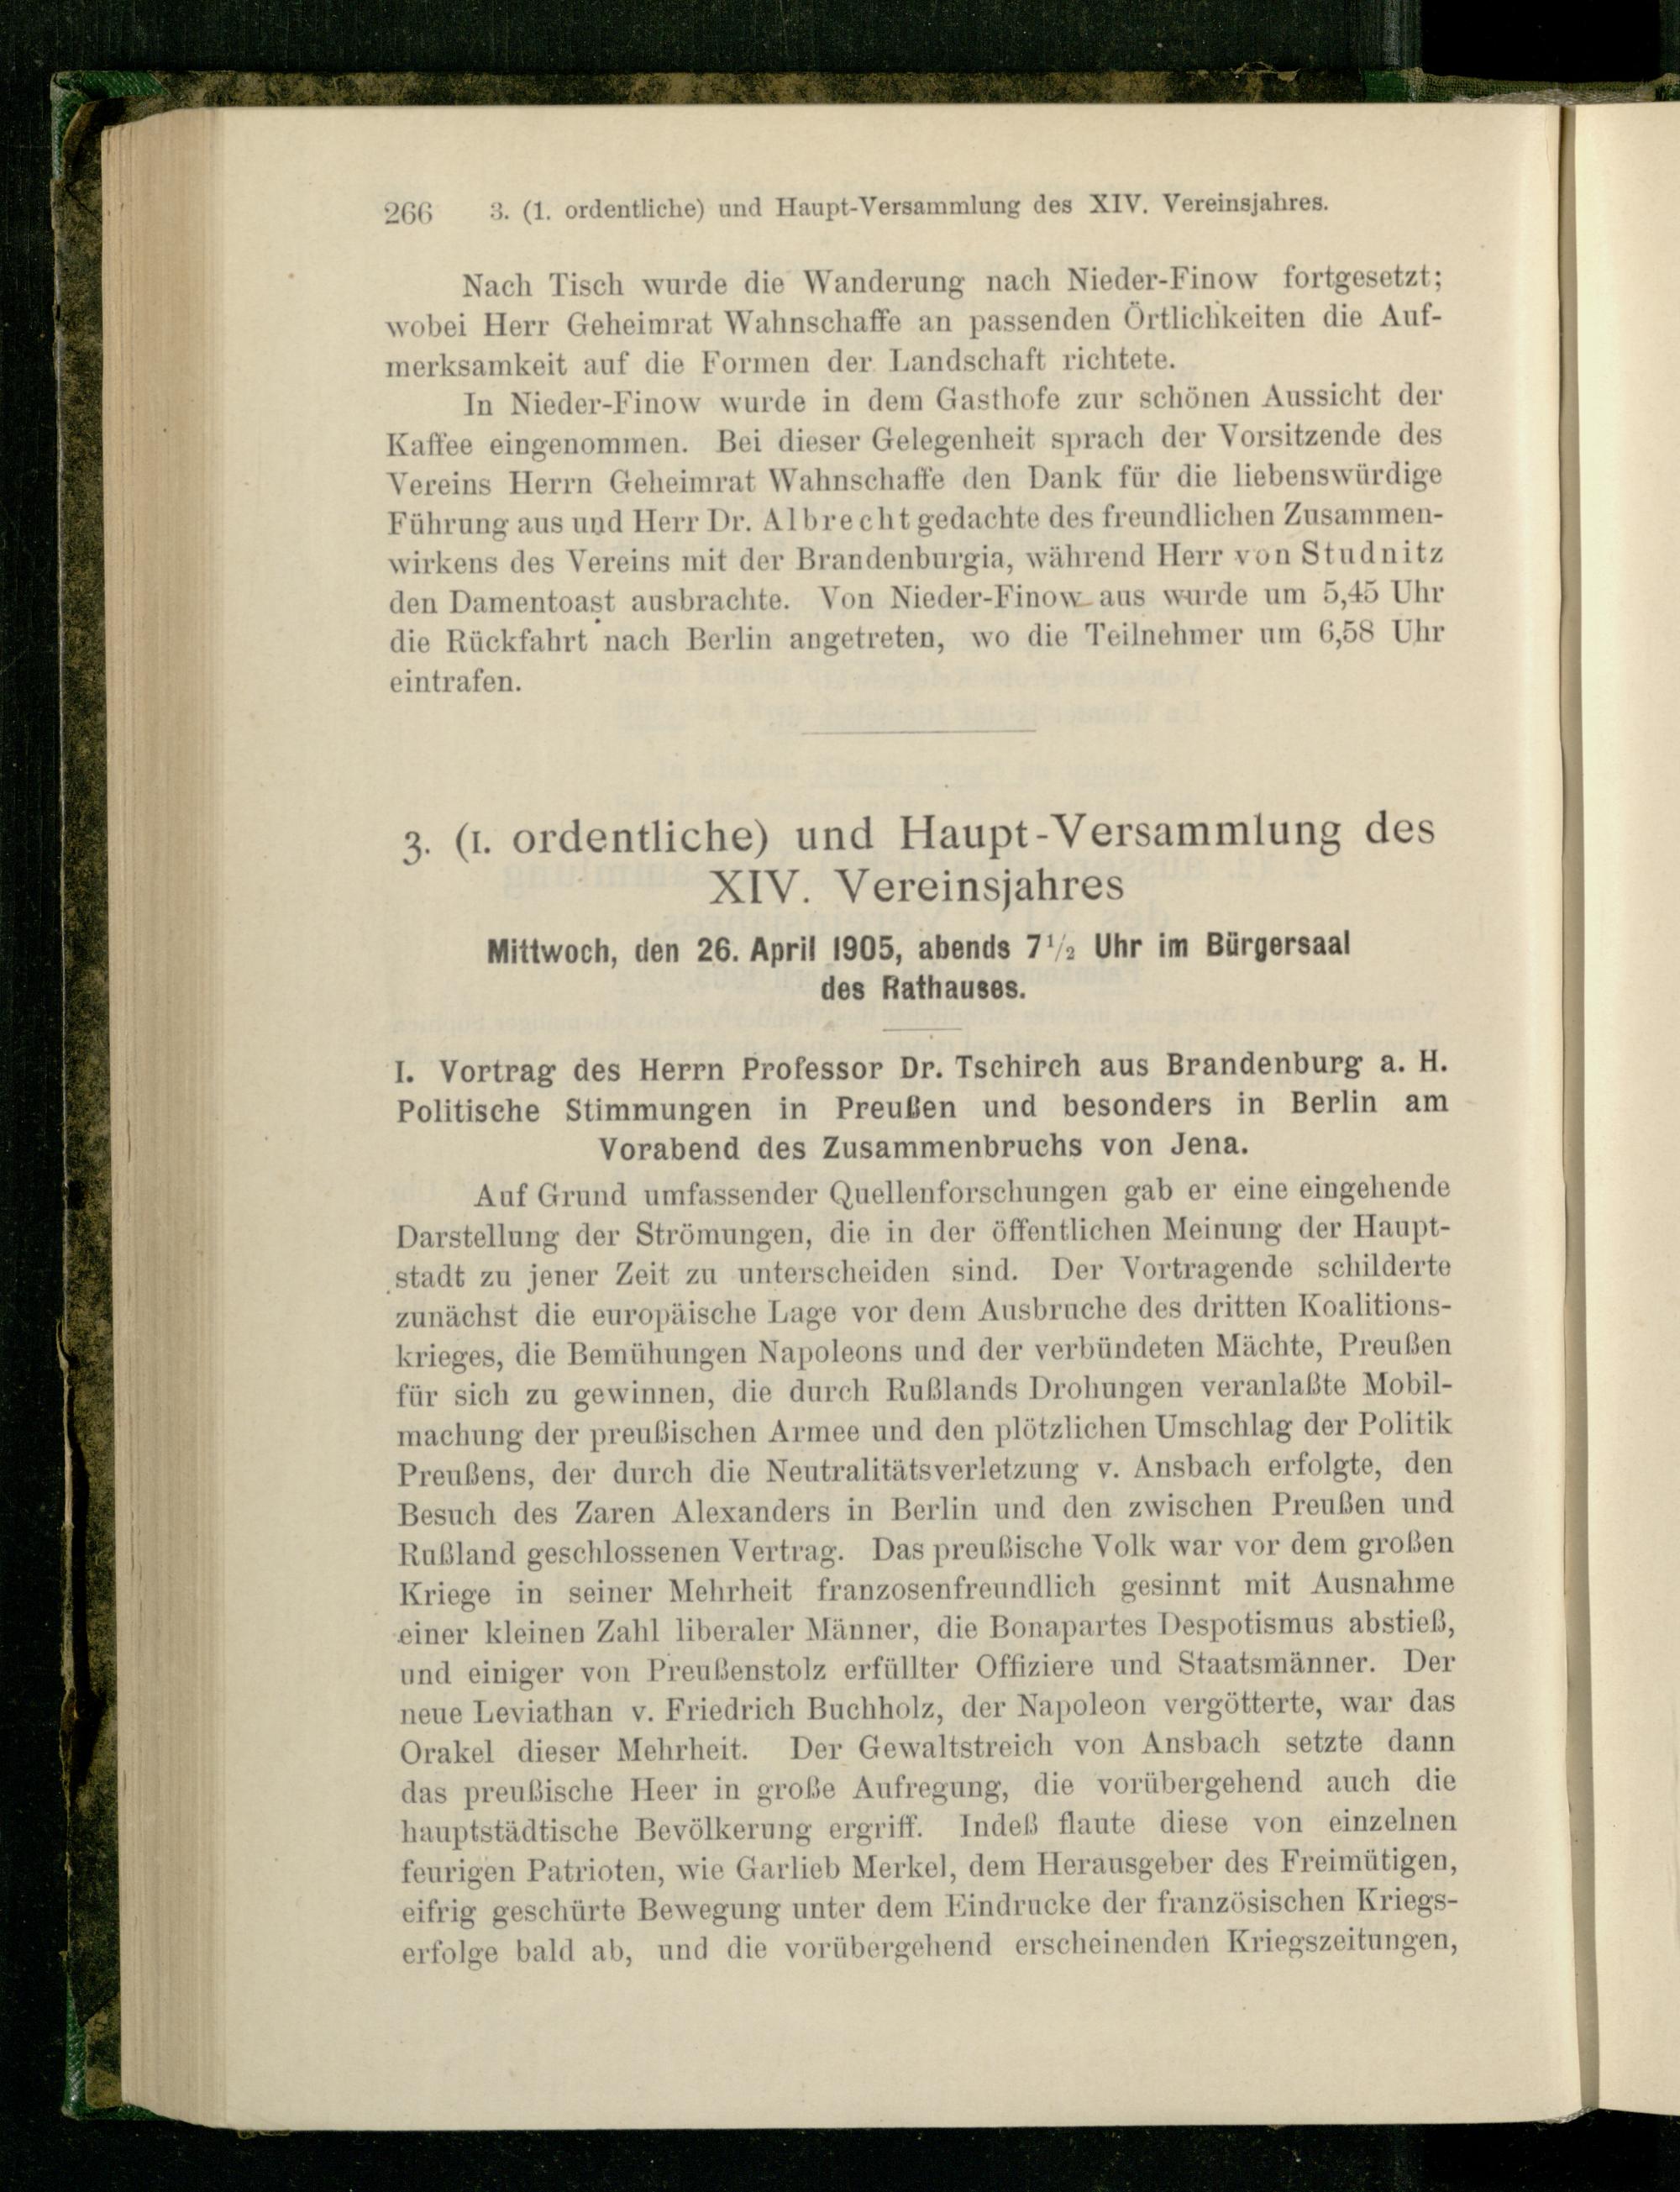 266 3. (1. ordentliche) und Haupt-Versammlung des XIV. Vereinsjahres.
Nach Tisch wurde die Wanderung nach Nieder-Finow fortgesetzt;
wobei Herr Geheimrat Wahnschaffe an passenden Örtlichkeiten die Auf-
merksamkeit auf die Formen der Landschaft richtete.
In Nieder-Finow wurde in dem Gasthofe zur schönen Aussicht der
Kaffee eingenommen. Bei dieser Gelegenheit sprach der Vorsitzende des
Vereins Herrn Geheimrat Wahnschaffe den Dank für die liebenswürdige
Führung aus und Herr Dr. Albrecht gedachte des freundlichen Zusammen-
wirkens des Vereins mit der Brandenburgia, während Herr von Studnitz
den Damentoast ausbrachte. Von Nieder-Finow aus wurde um 5,45 Uhr
die Rückfahrt nach Berlin angetreten, wo die Teilnehmer um 6,58 Uhr
eintrafen.
3. (1. ordentliche) und Haupt-Versammlung des
XIV. Vereinsjahres
Mittwoch, den 26. April 1905, abends 7 1/2 Uhr im Bürgersaal
des Rathauses.
I. Vortrag des Herrn Professor Dr. Tschirch aus Brandenburg a. H.
Politische Stimmungen in Preußen und besonders in Berlin am
Vorabend des Zusammenbruchs von Jena.
Auf Grund umfassender Quellenforschungen gab er eine eingehende
Darstellung der Strömungen, die in der öffentlichen Meinung der Haupt-
stadt zu jener Zeit zu unterscheiden sind. Der Vortragende schilderte
zunächst die europäische Lage vor dem Ausbruche des dritten Koalitions-
krieges, die Bemühungen Napoleons und der verbündeten Mächte, Preußen
für sich zu gewinnen, die durch Rußlands Drohungen veranlaßte Mobil-
machung der preußischen Armee und den plötzlichen Umschlag der Politik
Preußens, der durch die Neutralitätsverletzung v. Ansbach erfolgte, den
Besuch des Zaren Alexanders in Berlin und den zwischen Preußen und
Rußland geschlossenen Vertrag. Das preußische Volk war vor dem großen
Kriege in seiner Mehrheit franzosenfreundlich gesinnt mit Ausnahme
einer kleinen Zahl liberaler Männer, die Bonapartes Despotismus abstieß,
und einiger von Preußenstolz erfüllter Offiziere und Staatsmänner. Der
neue Leviathan v. Friedrich Buchholz, der Napoleon vergötterte, war das
Orakel dieser Mehrheit. Der Gewaltstreich von Ansbach setzte dann
das preußische Heer in große Aufregung, die vorübergehend auch die
hauptstädtische Bevölkerung ergriff. Indeß flaute diese von einzelnen
feurigen Patrioten, wie Garlieb Merkel, dem Herausgeber des Freimütigen,
eifrig geschürte Bewegung unter dem Eindrucke der französischen Kriegs-
erfolge bald ab, und die vorübergehend erscheinenden Kriegszeitungen,